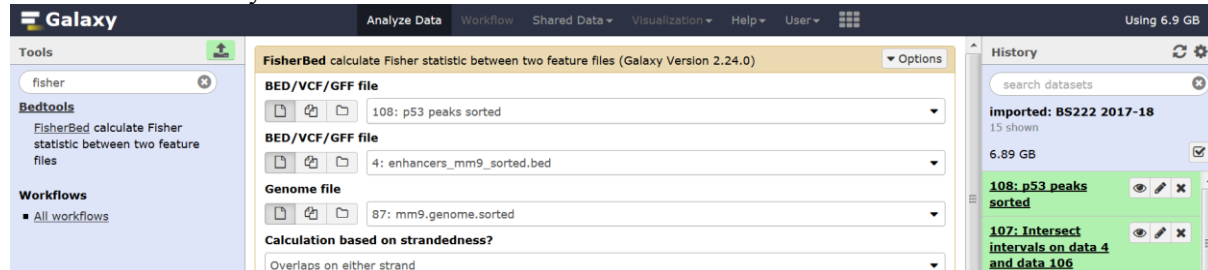 Galaxy
Analyze Data Workflow Shared Data Visualization Help User Using 6.9 GB
Tools
fisher
Bedtools
FisherBed calculate Fisher
statistic between two feature
files
Workflows
All workflows
FisherBed calculate Fisher statistic between two feature files (Galaxy Version 2.24.0)
Options
BED/VCF/GFF file
108: p53 peaks sorted
BED/VCF/GFF file
4: enhancers_mm9_sorted.bed
Genome file
87: mm9.genome.sorted
Calculation based on strandedness?
Overlaps on either strand
History
search datasets
imported: BS222 2017-18
15 shown
6.89 GB
108: p53 peaks
sorted
107: Intersect
intervals on data 4
and data 106